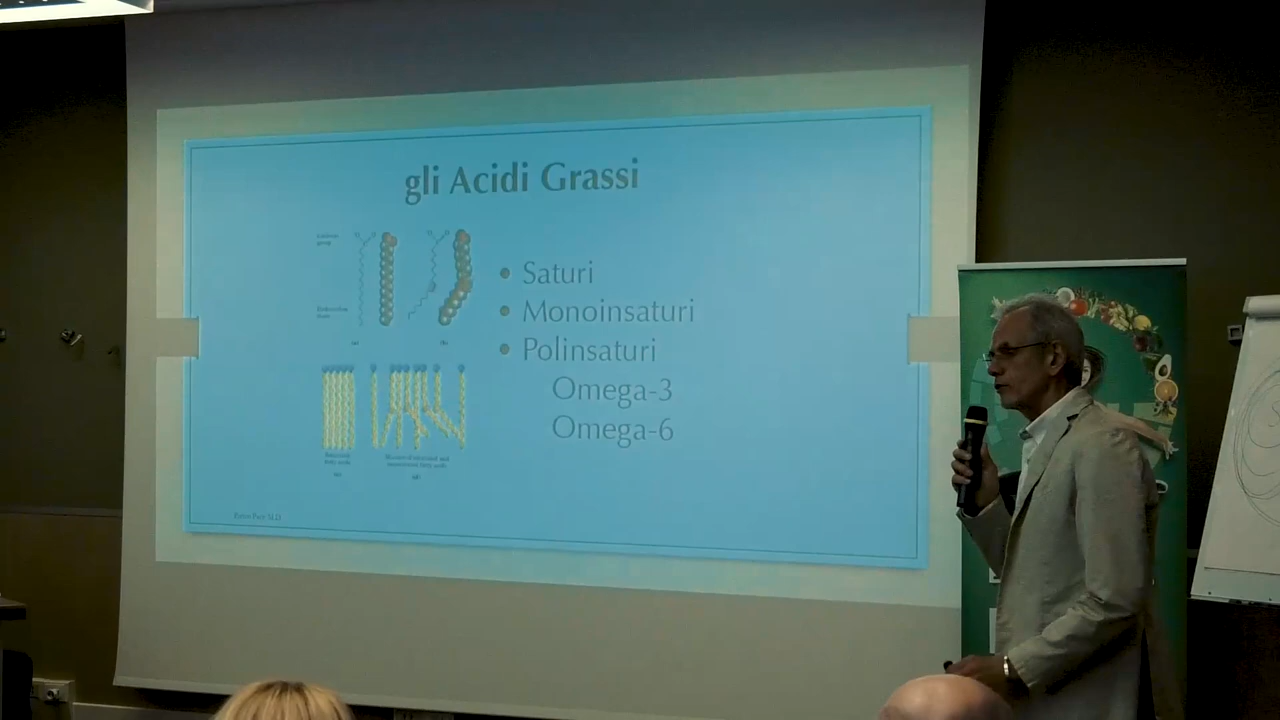 gli Acidi Grassi
Saturi
Monoinsaturi
Polinsaturi
Omega-3
Omega-6
(a)
(b)